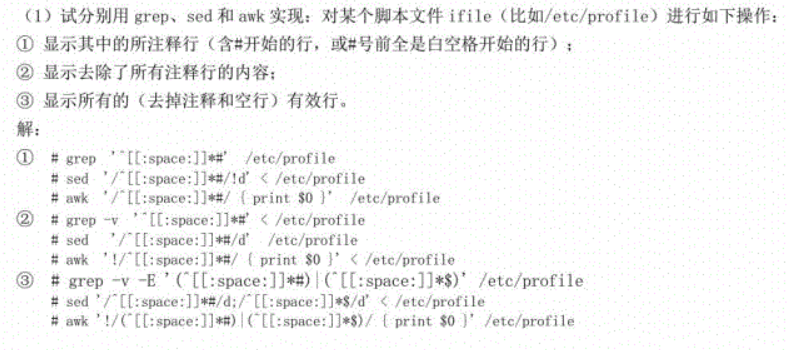 （1）试分别用 grep、sed 和 awk 实现：对某个脚本文件 ifile（比如/etc/profile）进行如下操作：
① 显示其中的所注释行（含#开始的行，或#号前全是白空格开始的行）；
② 显示去除了所有注释行的内容；
③ 显示所有的（去掉注释和空行）有效行。
解：
① # grep '^[[:space:]]*#' /etc/profile
# sed '/^[[:space:]]*#/!d' < /etc/profile
# awk '/^[[:space:]]*#/ { print $0 }' /etc/profile
② # grep -v '^[[:space:]]*#' < /etc/profile
# sed '/^[[:space:]]*#/d' /etc/profile
# awk '!/^[[:space:]]*#/ { print $0 }' < /etc/profile
③ # grep -v -E '(^[[:space:]]*#)|(^[[:space:]]*$)' /etc/profile
# sed '/^[[:space:]]*#/d;/^[[:space:]]*$/d' < /etc/profile
# awk '!/(^[[:space:]]*#)|(^[[:space:]]*$)/ { print $0 }' /etc/profile